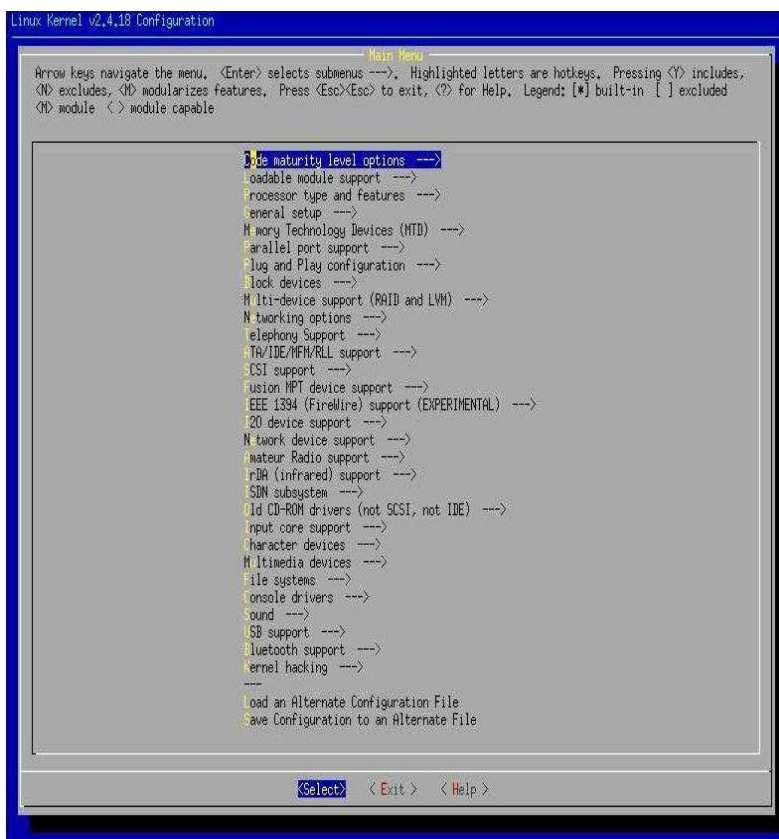 Linux Kernel v2.4.18 Configuration
Main Menu
Arrow keys navigate the menu. <Enter> selects submenus --->. Highlighted letters are hotkeys. Pressing <Y> includes,
<N> excludes, <M> modularizes features. Press <Esc><Esc> to exit, <?> for Help. Legend: [*] built-in [ ] excluded
<M> module < > module capable
Code maturity level options --->
Loadable module support --->
Processor type and features --->
General setup --->
Memory Technology Devices (MTD) --->
Parallel port support --->
Plug and Play configuration --->
Block devices --->
Multi-device support (RAID and LVM) --->
Networking options --->
Telephony Support --->
ATA/IDE/MFM/RLL support --->
SCSI support --->
Fusion MPT device support --->
IEEE 1394 (FireWire) support (EXPERIMENTAL) --->
I2O device support --->
Network device support --->
Amateur Radio support --->
IrDA (infrared) support --->
ISDN subsystem --->
Old CD-ROM drivers (not SCSI, not IDE) --->
Input core support --->
Character devices --->
Multimedia devices --->
File systems --->
Console drivers --->
Sound --->
USB support --->
Bluetooth support --->
Kernel hacking --->
---
Load an Alternate Configuration File
Save Configuration to an Alternate File
<Select> < Exit > < Help >